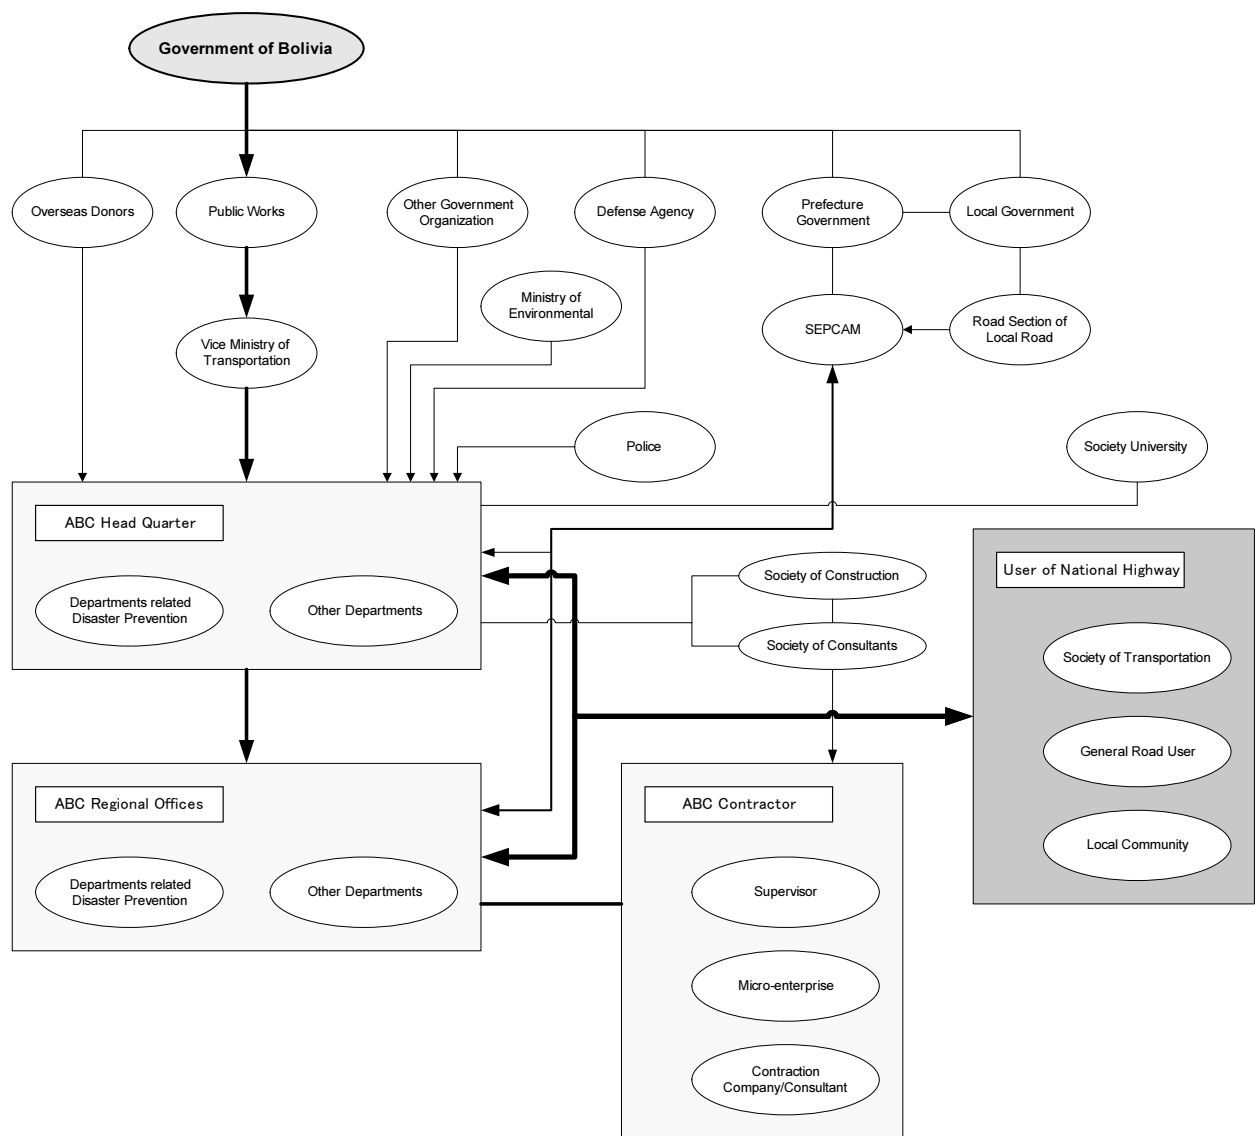 Government of Bolivia
Overseas Donors
Public Works
Other Government
Organization
Defense Agency
Prefecture
Government
Local Government
Ministry of
Environmental
Vice Ministry of
Transportation
SEPCAM
Road Section of
Local Road
Police
Society University
ABC Head Quarter
Departments related
Disaster Prevention
Other Departments
Society of Construction
Society of Consultants
User of National Highway
Society of Transportation
General Road User
Local Community
ABC Regional Offices
Departments related
Disaster Prevention
Other Departments
ABC Contractor
Supervisor
Micro-enterprise
Contraction
Company/Consultant